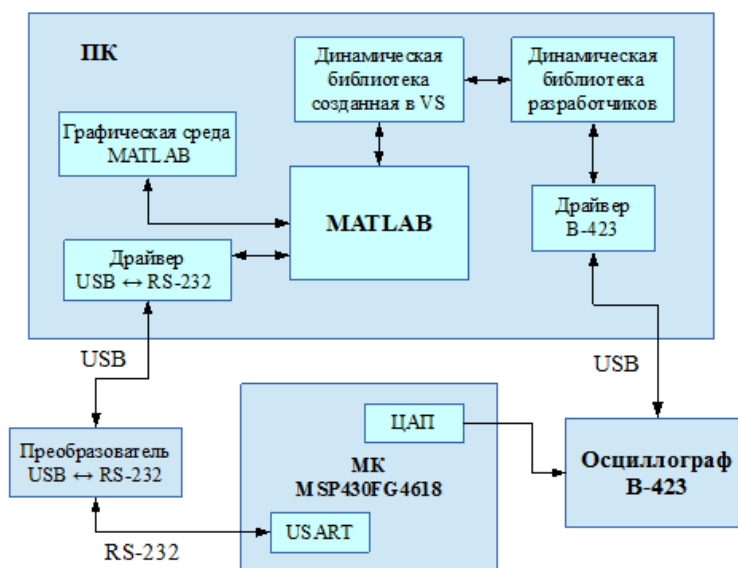 ПК
Динамическая
библиотека
созданная в VS
Динамическая
библиотека
разработчиков
Графическая среда
MATLAB
MATLAB
Драйвер
B-423
Драйвер
USB ↔ RS-232
USB
USB
ЦАП
Преобразователь
USB ↔ RS-232
МК
MSP430FG4618
Осциллограф
B-423
USART
RS-232